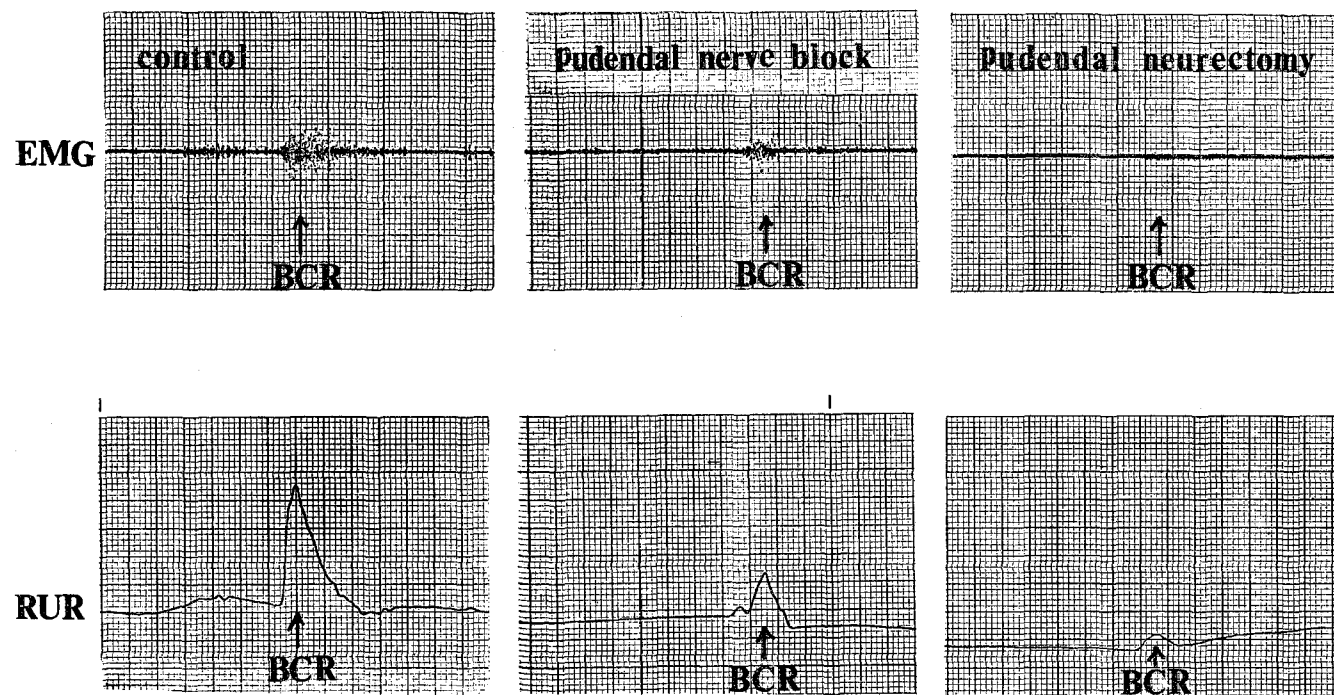 control
Pudendal nerve block
Pudendal neurectomy
EMG
BCR
BCR
BCR
RUR
BCR
BCR
BCR